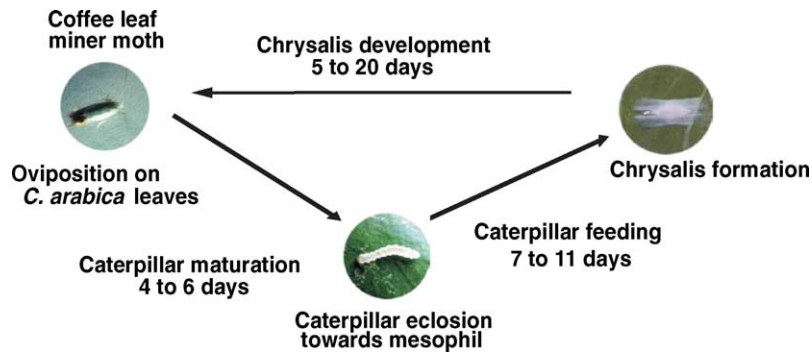 Coffee leaf
miner moth
Chrysalis development
5 to 20 days
Oviposition on
C. arabica leaves
Chrysalis formation
Caterpillar maturation
4 to 6 days
Caterpillar feeding
7 to 11 days
Caterpillar eclosion
towards mesophil